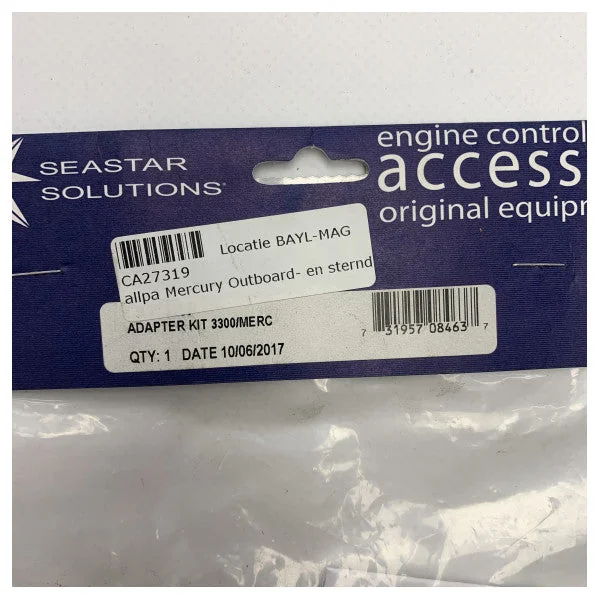 SEASTAR
SOLUTIONS
engine control
access
original equip
Locatie BAYL-MAG
CA27319
allpa Mercury Outboard- en sternd
ADAPTER KIT 3300/MERC
QTY: 1 DATE 10/06/2017
7 31957 08463 7